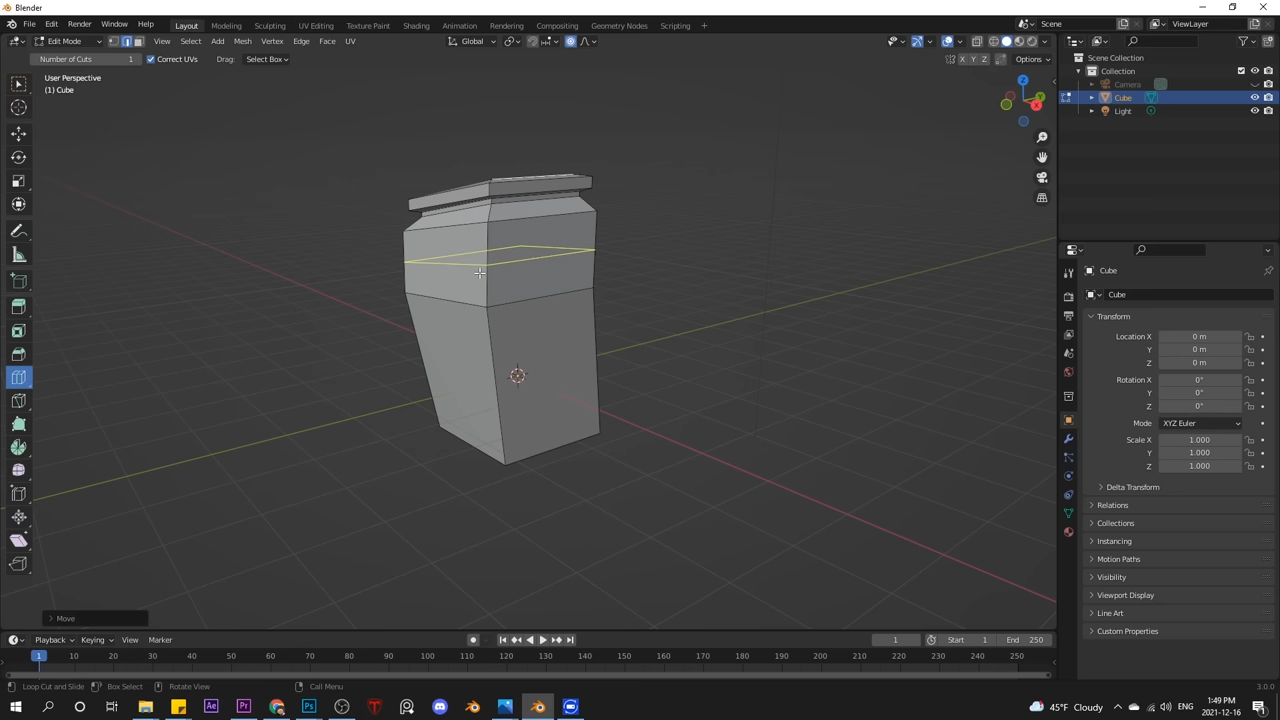 Blender
File Edit Render Window Help
Layout Modeling Sculpting UV Editing Texture Paint Shading Animation Rendering Compositing Geometry Nodes Scripting +
Scene
ViewLayer
Edit Mode
View Select Add Mesh Vertex Edge Face UV
Global
Number of Cuts 1
Correct UVs
Drag: Select Box
X Y Z
Options
User Perspective
(1) Cube
Z
Y
X
Scene Collection
Collection
Camera
Cube
Light
Cube
Cube
Transform
Location X 0 m
Y 0 m
Z 0 m
Rotation X 0°
Y 0°
Z 0°
Mode XYZ Euler
Scale X 1.000
Y 1.000
Z 1.000
Delta Transform
Relations
Collections
Instancing
Motion Paths
Visibility
Viewport Display
Line Art
Custom Properties
Move
Playback Keying View Marker
1
Start 1
End 250
1 10 20 30 40 50 60 70 80 90 100 110 120 130 140 150 160 170 180 190 200 210 220 230 240 250
Loop Cut and Slide
Box Select
Rotate View
Call Menu
3.0.0
Ae
Pr
Ps
45°F Cloudy
1:49 PM
2021-12-16
1